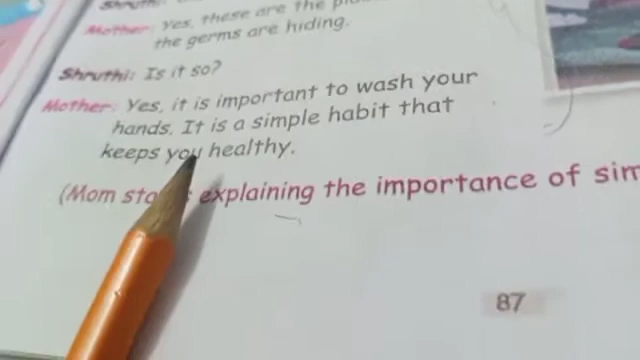 Shruthi:
Mother: Yes, these are the
the germs are hiding.
Shruthi: Is it so?
Mother: Yes, it is important to wash your
hands. It is a simple habit that
keeps you healthy.
(Mom explaining the importance of
87